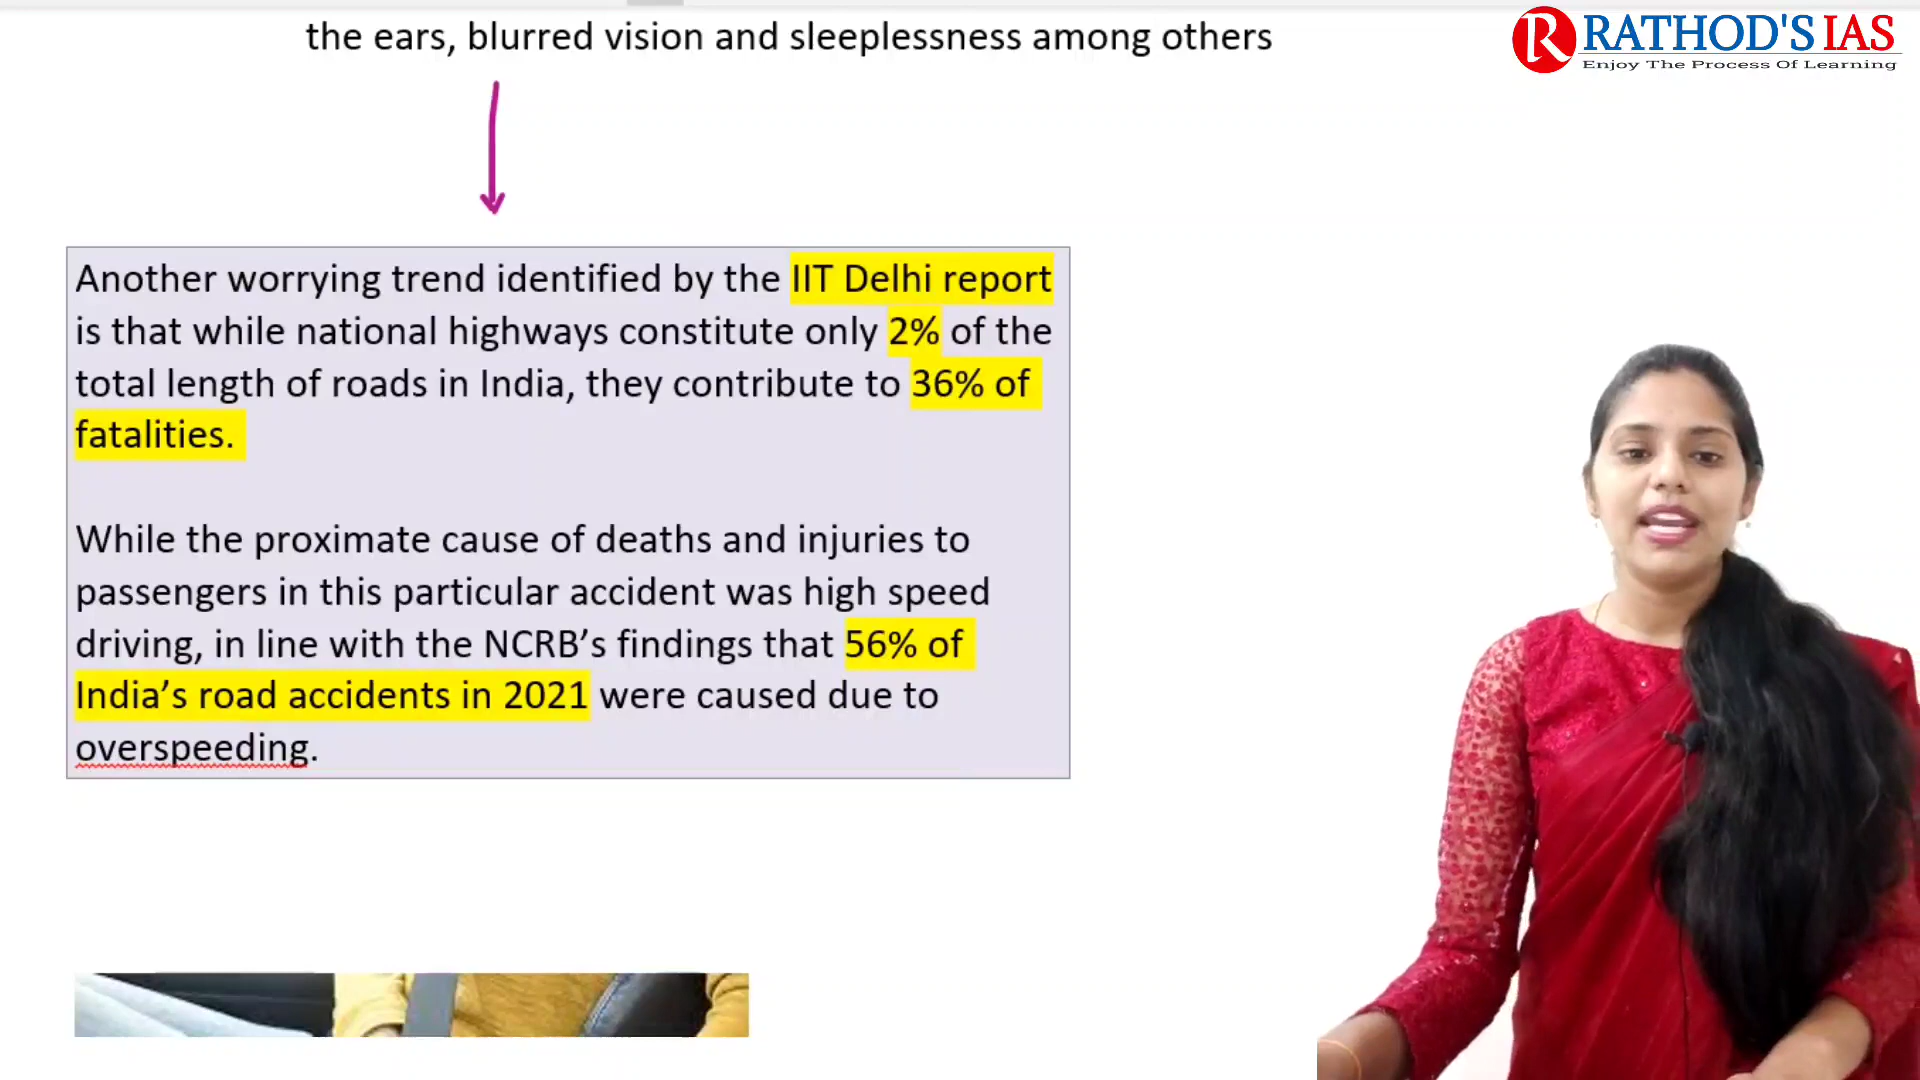 the ears, blurred vision and sleeplessness among others
R RATHOD'S IAS
Enjoy The Process Of Learning
Another worrying trend identified by the IIT Delhi report
is that while national highways constitute only 2% of the
total length of roads in India, they contribute to 36% of
fatalities.
While the proximate cause of deaths and injuries to
passengers in this particular accident was high speed
driving, in line with the NCRB’s findings that 56% of
India’s road accidents in 2021 were caused due to
overspeeding.